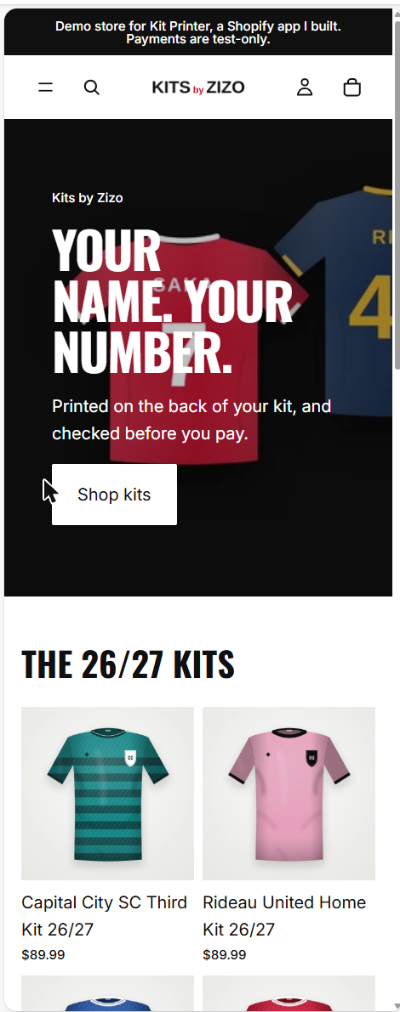 Demo store for Kit Printer, a Shopify app I built.
Payments are test-only.
KITS by ZIZO
Kits by Zizo
SAKA
7
4
YOUR
NAME. YOUR
NUMBER.
Printed on the back of your kit, and
checked before you pay.
Shop kits
THE 26/27 KITS
Capital City SC Third
Kit 26/27
$89.99
Rideau United Home
Kit 26/27
$89.99